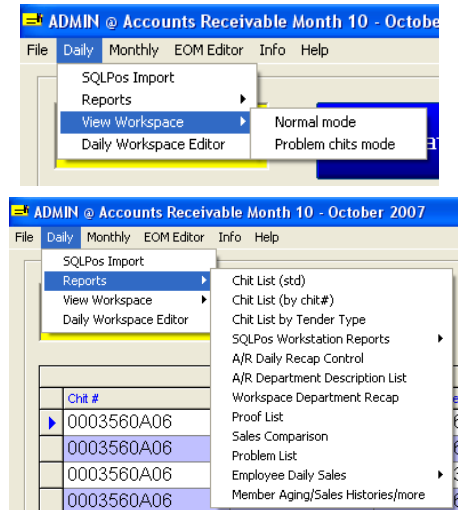 ADMIN @ Accounts Receivable Month 10 - Octobe
File Daily Monthly EOM Editor Info Help
SQLPos Import
Reports
View Workspace
Normal mode
Daily Workspace Editor
Problem chits mode
ADMIN @ Accounts Receivable Month 10 - October 2007
File Daily Monthly EOM Editor Info Help
SQLPos Import
Reports
View Workspace
Daily Workspace Editor
Chit List (std)
Chit List (by chit#)
Chit List by Tender Type
SQLPos Workstation Reports
A/R Daily Recap Control
A/R Department Description List
Workspace Department Recap
Proof List
Sales Comparison
Problem List
Employee Daily Sales
Member Aging/Sales Histories/more
Chit #
0003560A06
0003560A06
0003560A06
0003560A06